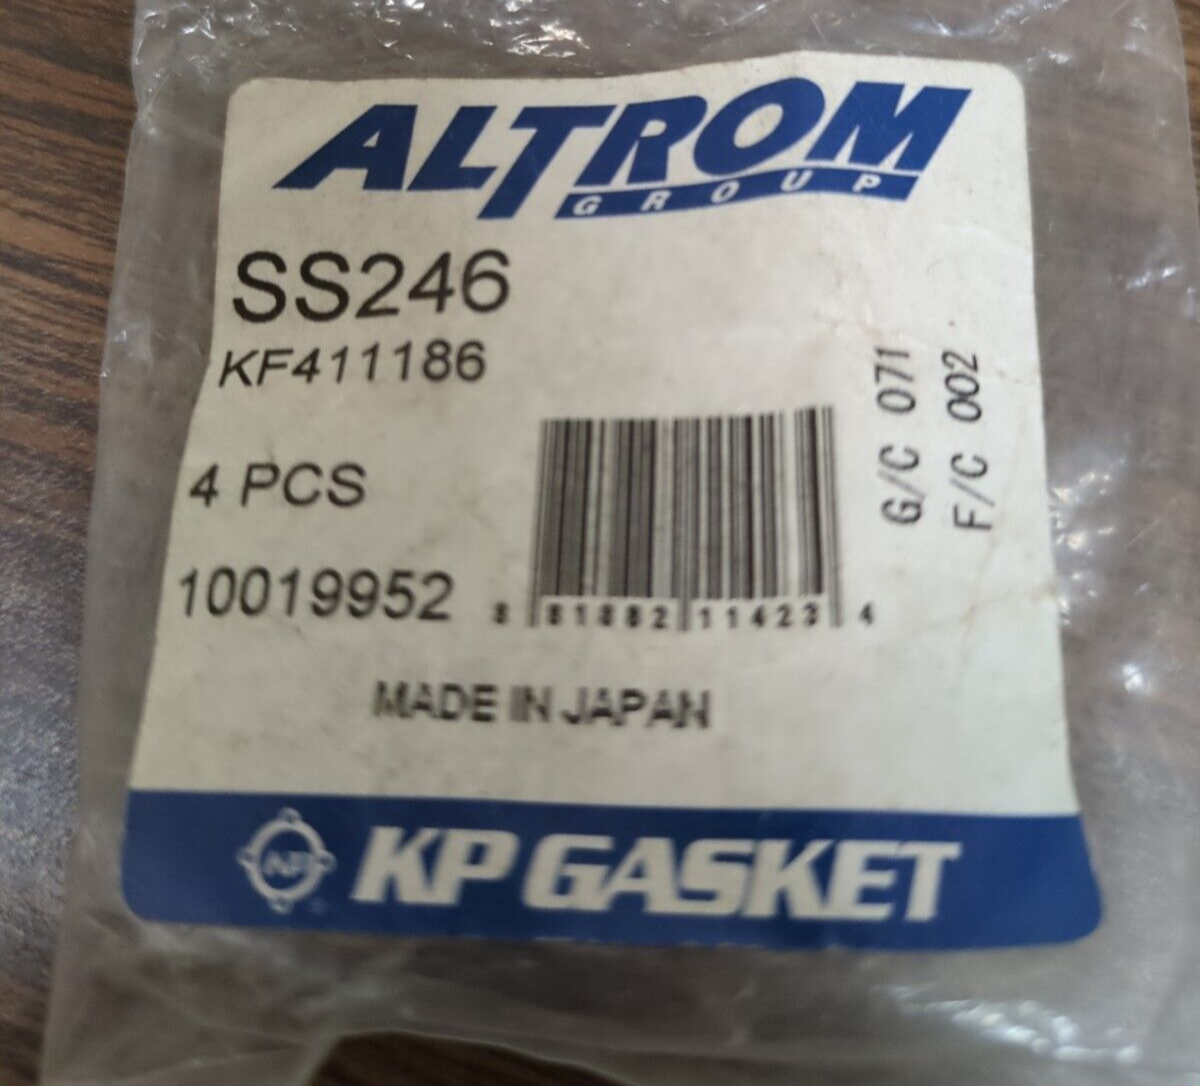 ALTROM
GROUP
SS246
KF411186
4 PCS
10019952
G/C 071
F/C 002
8 81882 11423 4
MADE IN JAPAN
KP GASKET